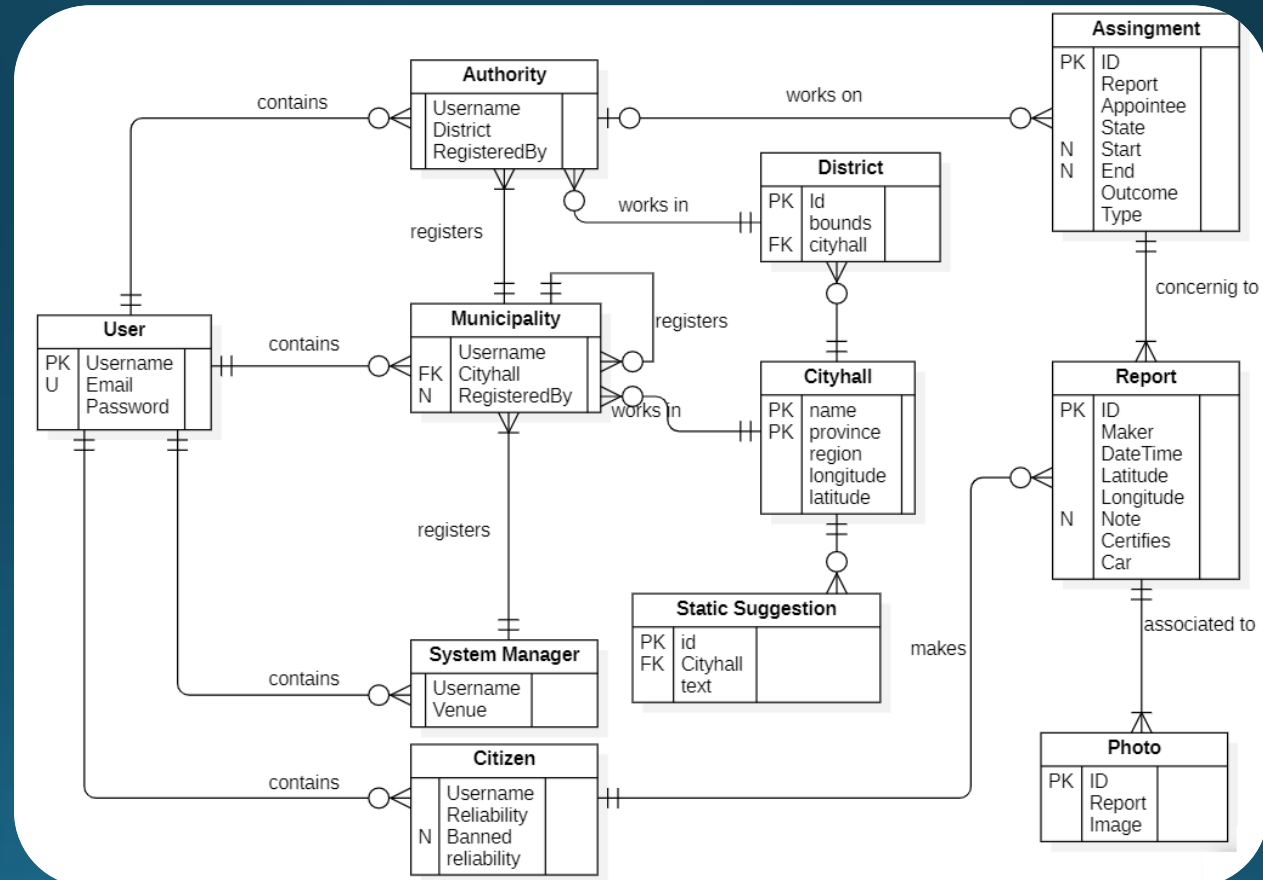 Assingment
PK ID
Report
Appointee
State
N Start
N End
Outcome
Type
Authority
Username
District
RegisteredBy
contains
works on
District
PK Id
bounds
FK cityhall
works in
registers
concernig to
User
PK Username
U Email
Password
contains
Municipality
Username
FK Cityhall
N RegisteredBy
registers
works in
Cityhall
PK name
PK province
region
longitude
latitude
Report
PK ID
Maker
DateTime
Latitude
Longitude
N Note
Certifies
Car
registers
Static Suggestion
PK id
FK Cityhall
text
makes
associated to
System Manager
Username
Venue
contains
Citizen
Username
Reliability
N Banned
reliability
contains
Photo
PK ID
Report
Image